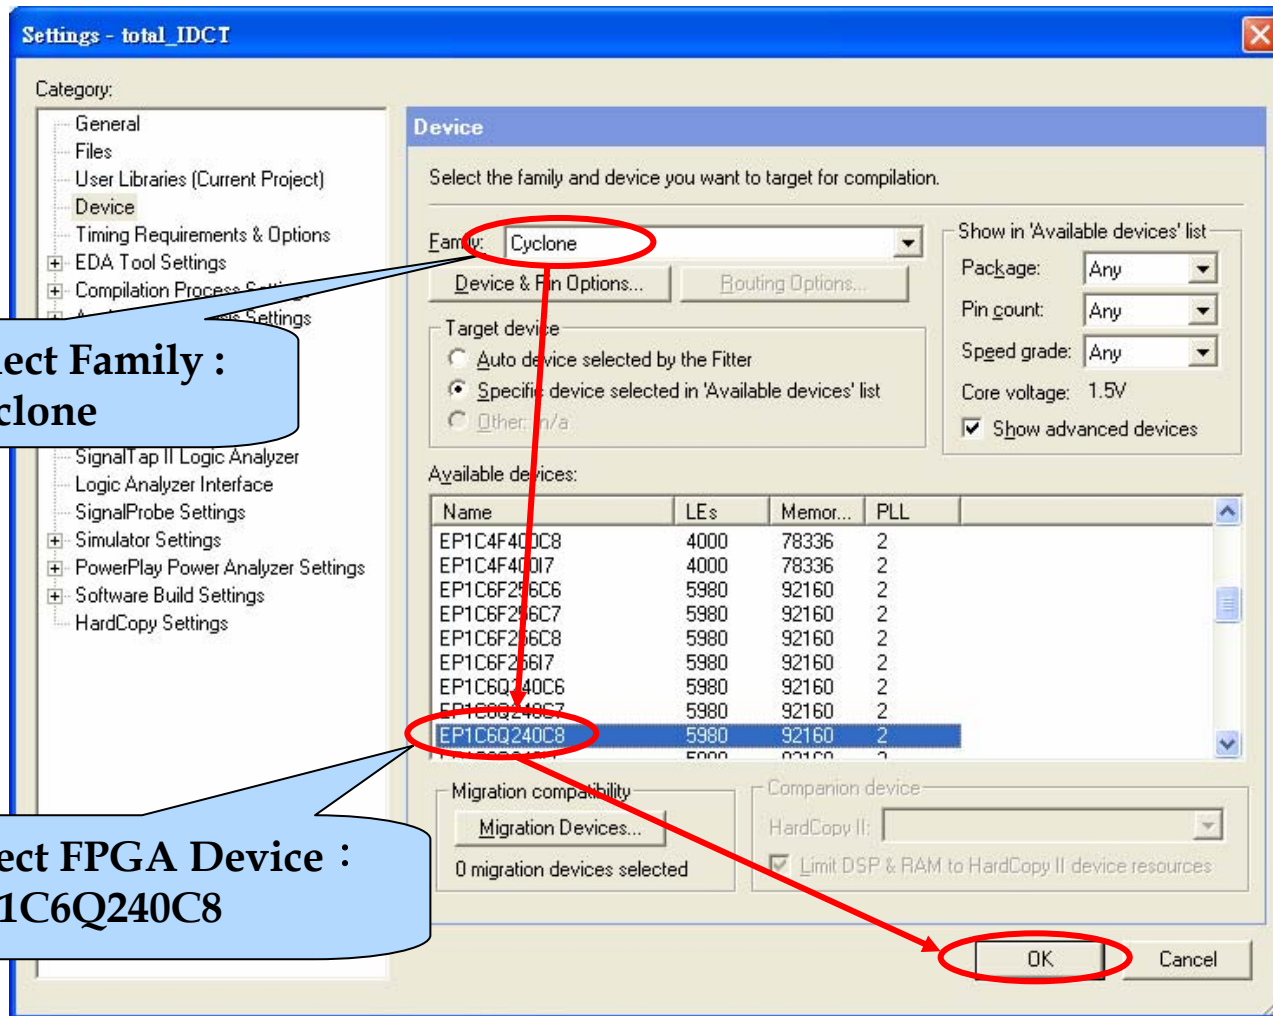 Settings - total_IDCT
Category:
General
Files
User Libraries (Current Project)
Device
Timing Requirements & Options
EDA Tool Settings
Compilation Process Settings
Settings
lect Family :
clone
SignalTap II Logic Analyzer
Logic Analyzer Interface
SignalProbe Settings
Simulator Settings
PowerPlay Power Analyzer Settings
Software Build Settings
HardCopy Settings
ect FPGA Device :
1C6Q240C8
Device
Select the family and device you want to target for compilation.
Family: Cyclone
Device & Pin Options... Routing Options...
Target device
Auto device selected by the Fitter
Specific device selected in 'Available devices' list
Other: n/a
Show in 'Available devices' list
Package: Any
Pin count: Any
Speed grade: Any
Core voltage: 1.5V
Show advanced devices
Available devices:
Name LEs Memor... PLL
EP1C4F400C8 4000 78336 2
EP1C4F400I7 4000 78336 2
EP1C6F256C6 5980 92160 2
EP1C6F256C7 5980 92160 2
EP1C6F256C8 5980 92160 2
EP1C6F256I7 5980 92160 2
EP1C6Q240C6 5980 92160 2
EP1C6Q240C7 5980 92160 2
EP1C6Q240C8 5980 92160 2
Migration compatibility
Migration Devices...
0 migration devices selected
Companion device
HardCopy II:
Limit DSP & RAM to HardCopy II device resources
OK Cancel